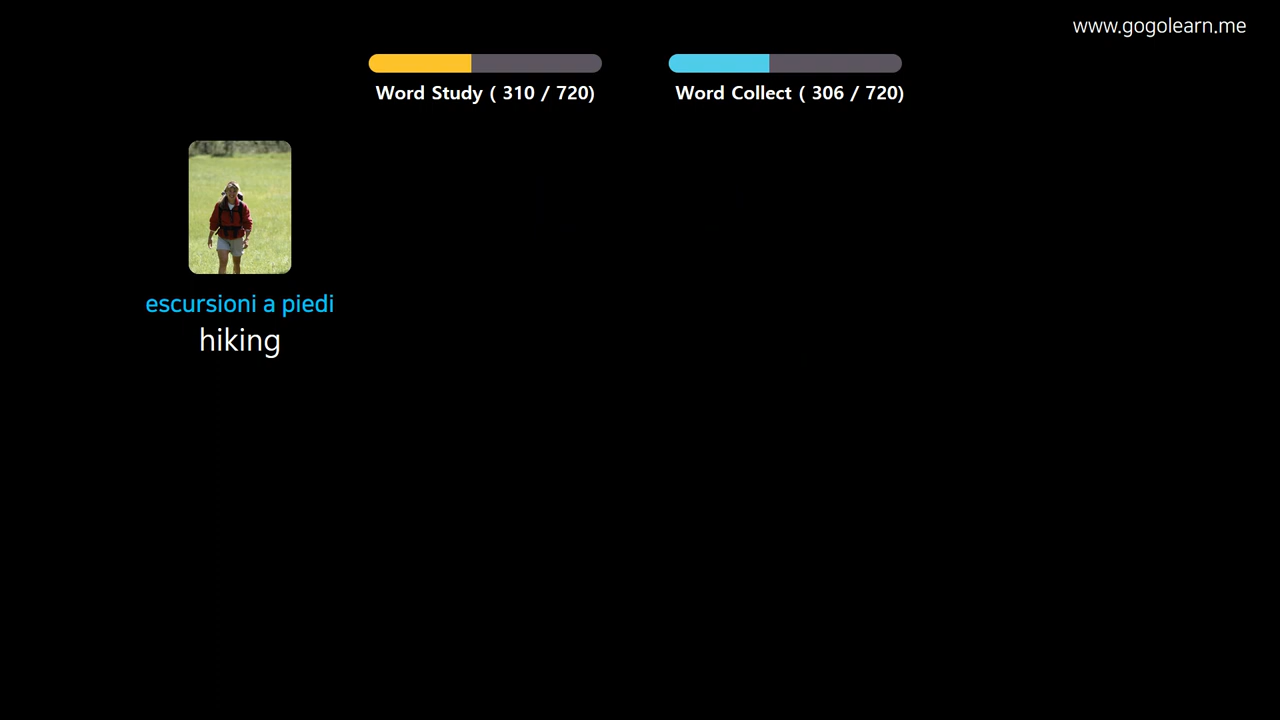 www.gogolearn.me
Word Study ( 310 / 720)
Word Collect ( 306 / 720)
escursioni a piedi
hiking